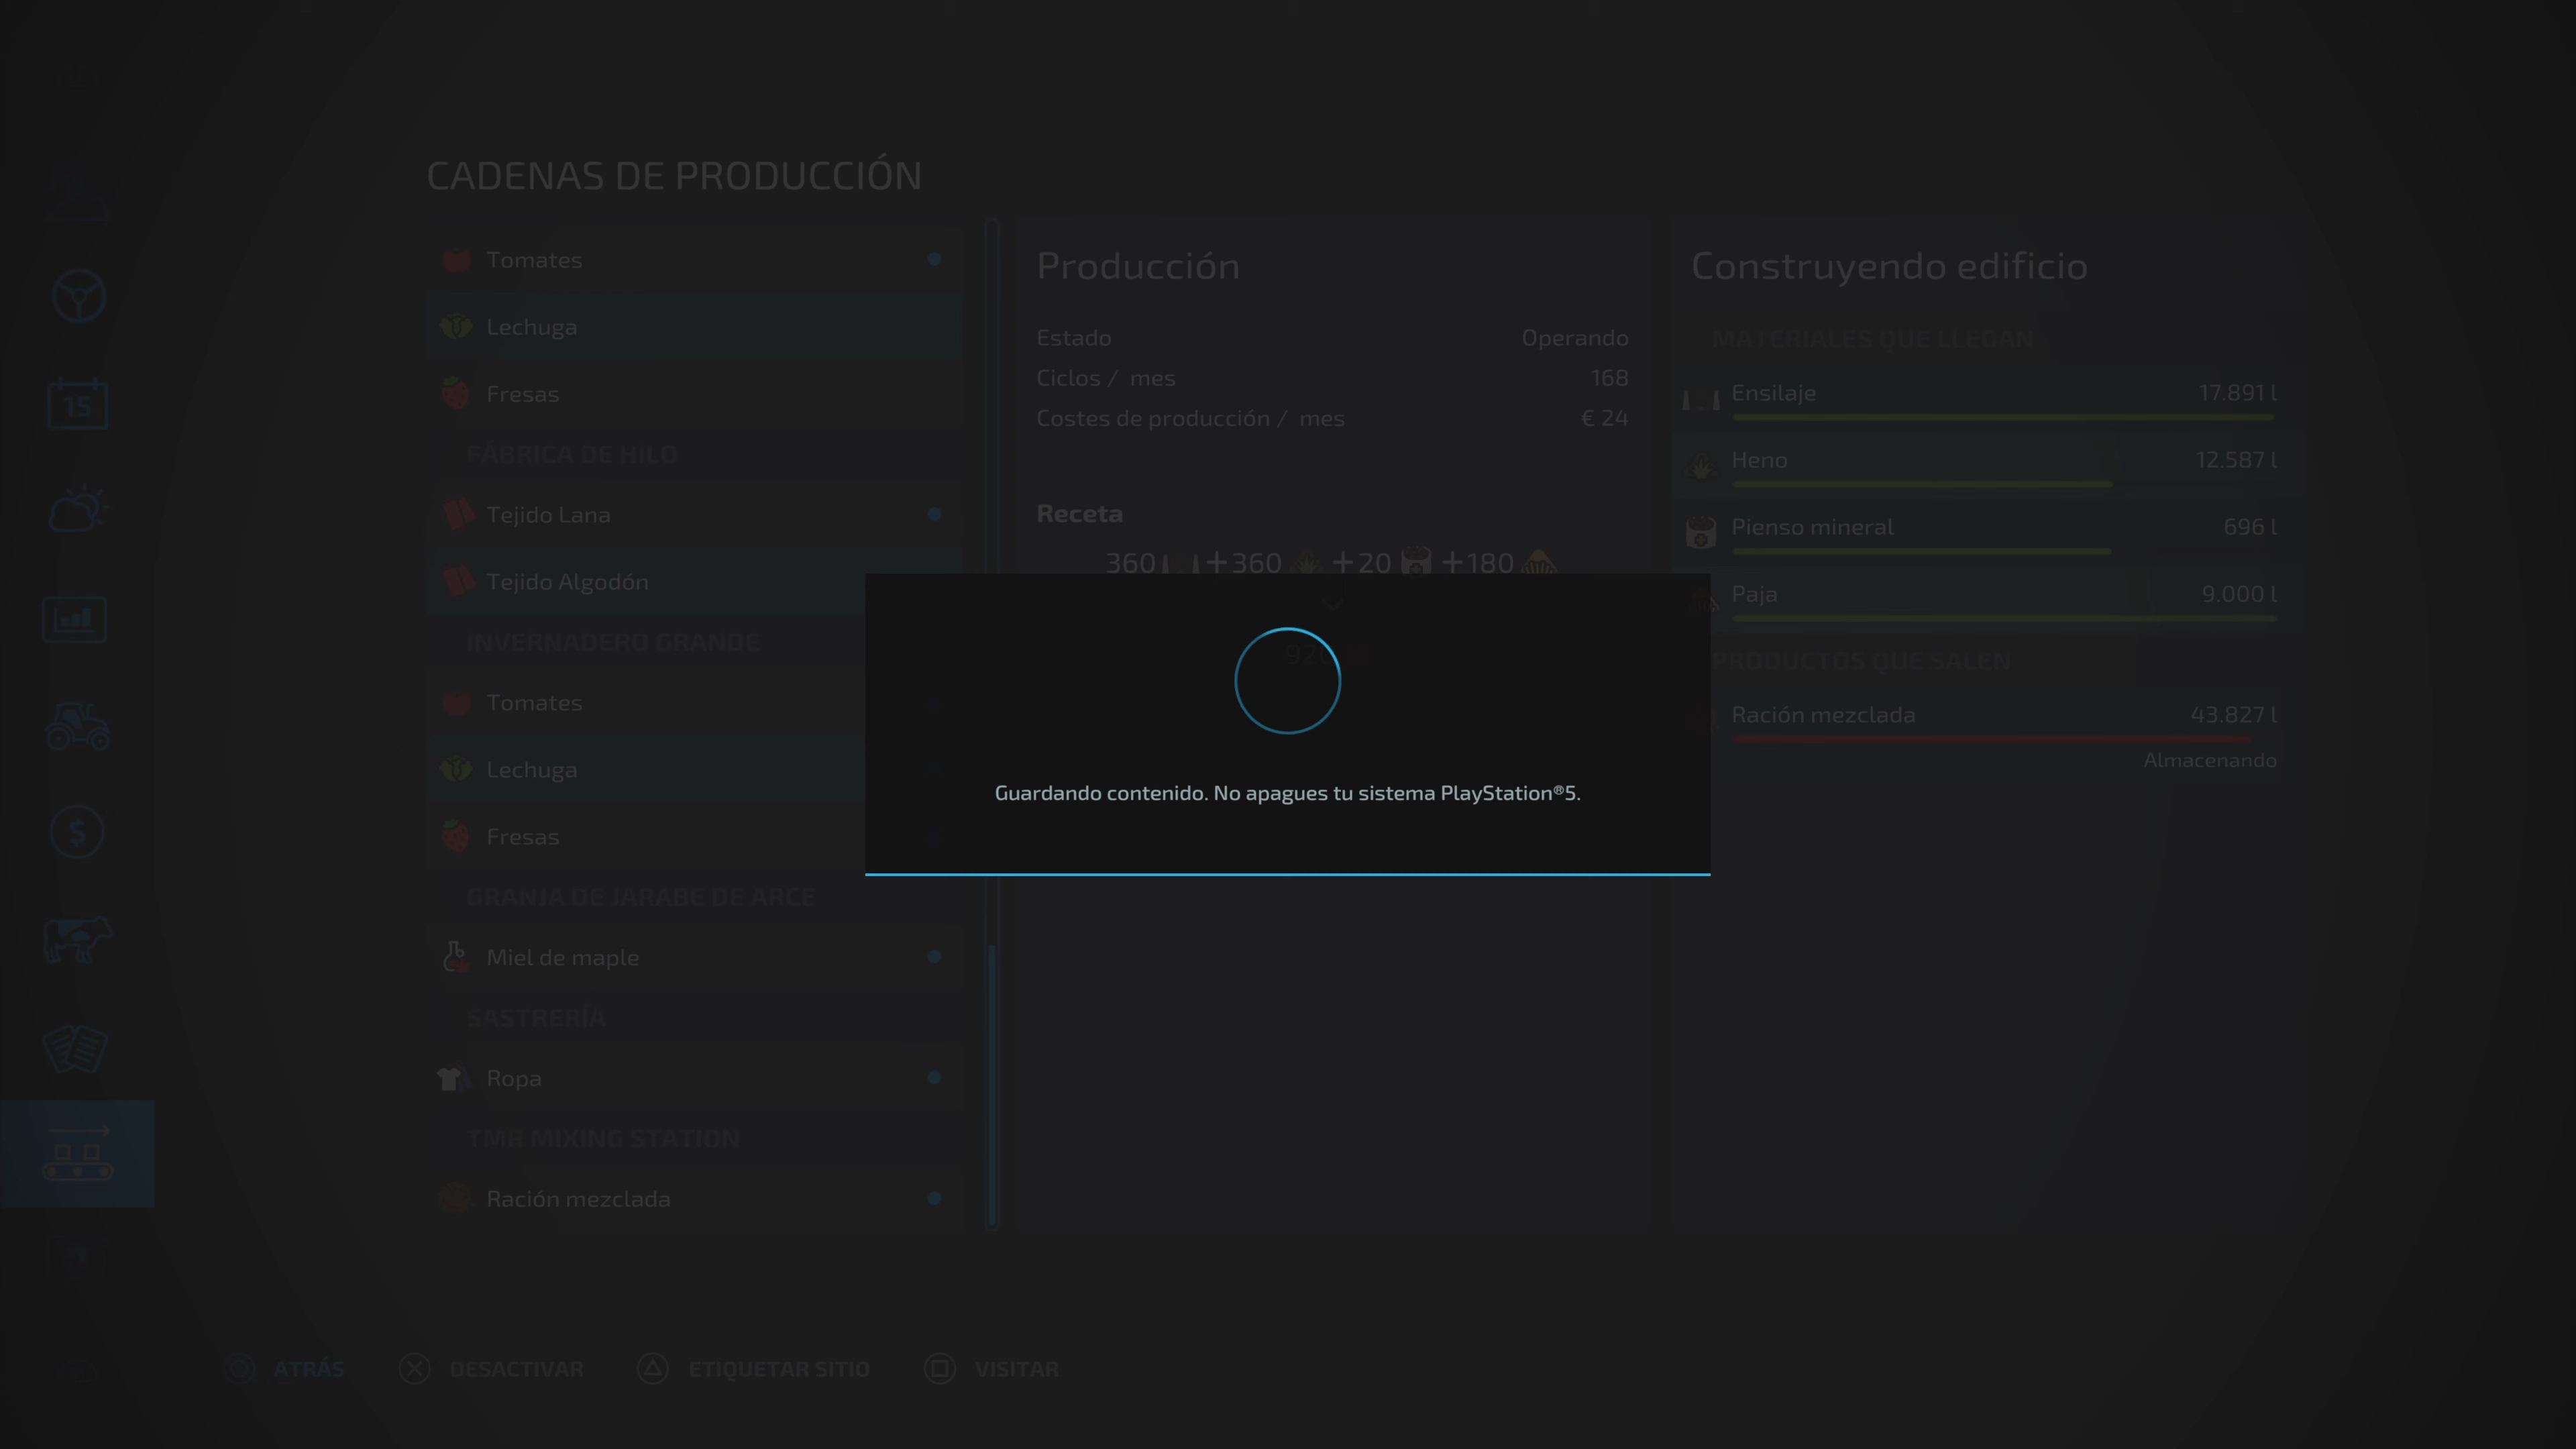 CADENAS DE PRODUCCIÓN
Tomates
Lechuga
Fresas
FÁBRICA DE HILO
Tejido Lana
Tejido Algodón
INVERNADERO GRANDE
Tomates
Lechuga
Fresas
GRANJA DE JARABE DE ARCE
Miel de maple
SASTRERÍA
Ropa
TMR MIXING STATION
Ración mezclada
15
Producción
Estado Operando
Ciclos / mes 168
Costes de producción / mes € 24
Receta
360 +360 +20 +180
920
Guardando contenido. No apagues tu sistema PlayStation®5.
Construyendo edificio
MATERIALES QUE LLEGAN
Ensilaje 17.891 l
Heno 12.587 l
Pienso mineral 696 l
Paja 9.000 l
PRODUCTOS QUE SALEN
Ración mezclada 43.827 l
Almacenando
ATRÁS DESACTIVAR ETIQUETAR SITIO VISITAR